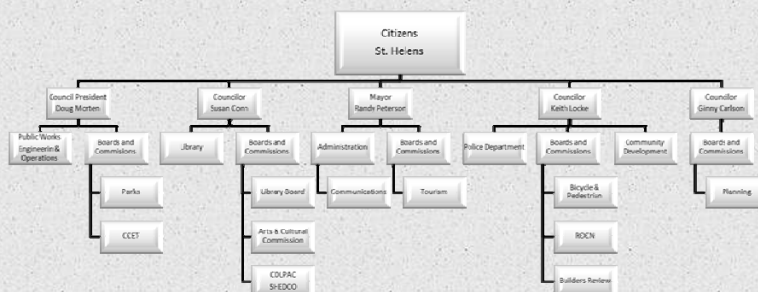 Citizens
St. Helens
Council President
Doug Morten
Councilor
Susan Conn
Mayor
Randy Peterson
Councilor
Keith Locke
Councilor
Ginny Carlson
Public Works
Engineerin &
Operations
Boards and
Commisions
Library
Boards and
Commissions
Administration
Boards and
Commissions
Police Department
Boards and
Commissions
Community
Development
Boards and
Commissions
Parks
Library Board
Communications
Tourism
Bicycle &
Pedestrian
Planning
CCET
Arts & Cultural
Commission
SHEDCO
Builders Review